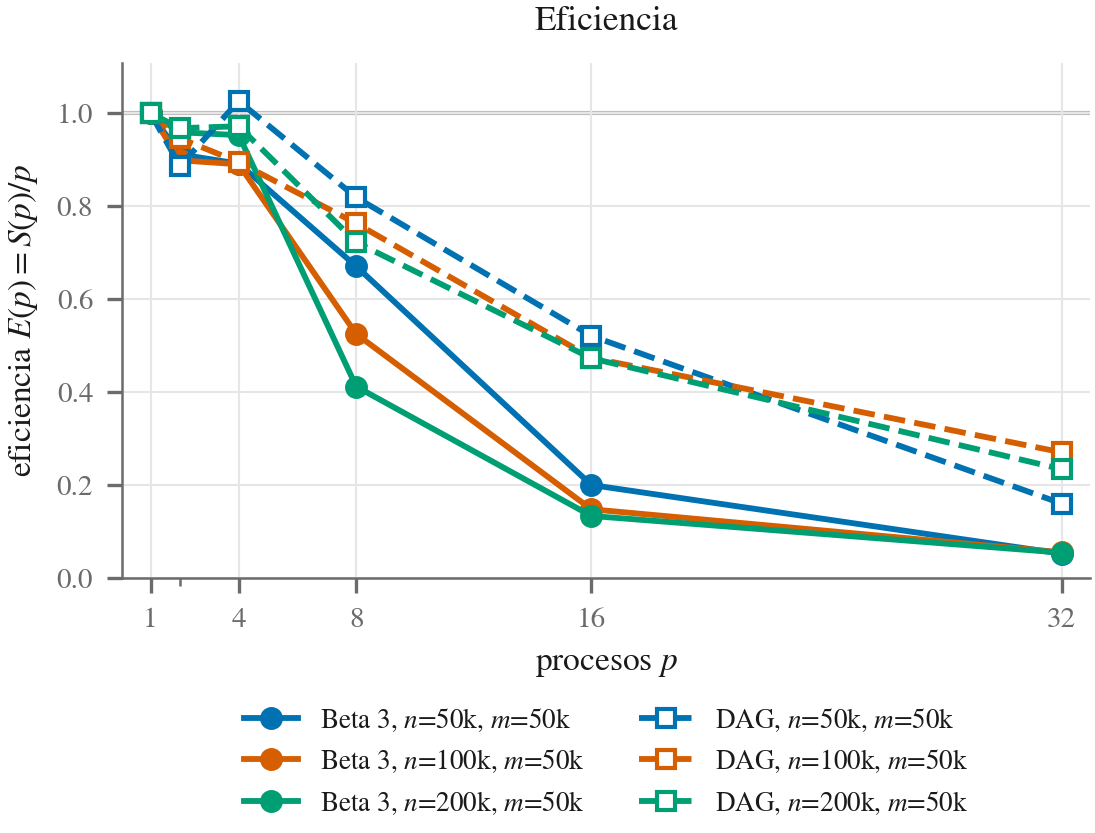 Eficiencia
eficiencia E(p) = S(p)/p
1.0
0.8
0.6
0.4
0.2
0.0
1 4 8 16 32
procesos p
Beta 3, n=50k, m=50k DAG, n=50k, m=50k
Beta 3, n=100k, m=50k DAG, n=100k, m=50k
Beta 3, n=200k, m=50k DAG, n=200k, m=50k